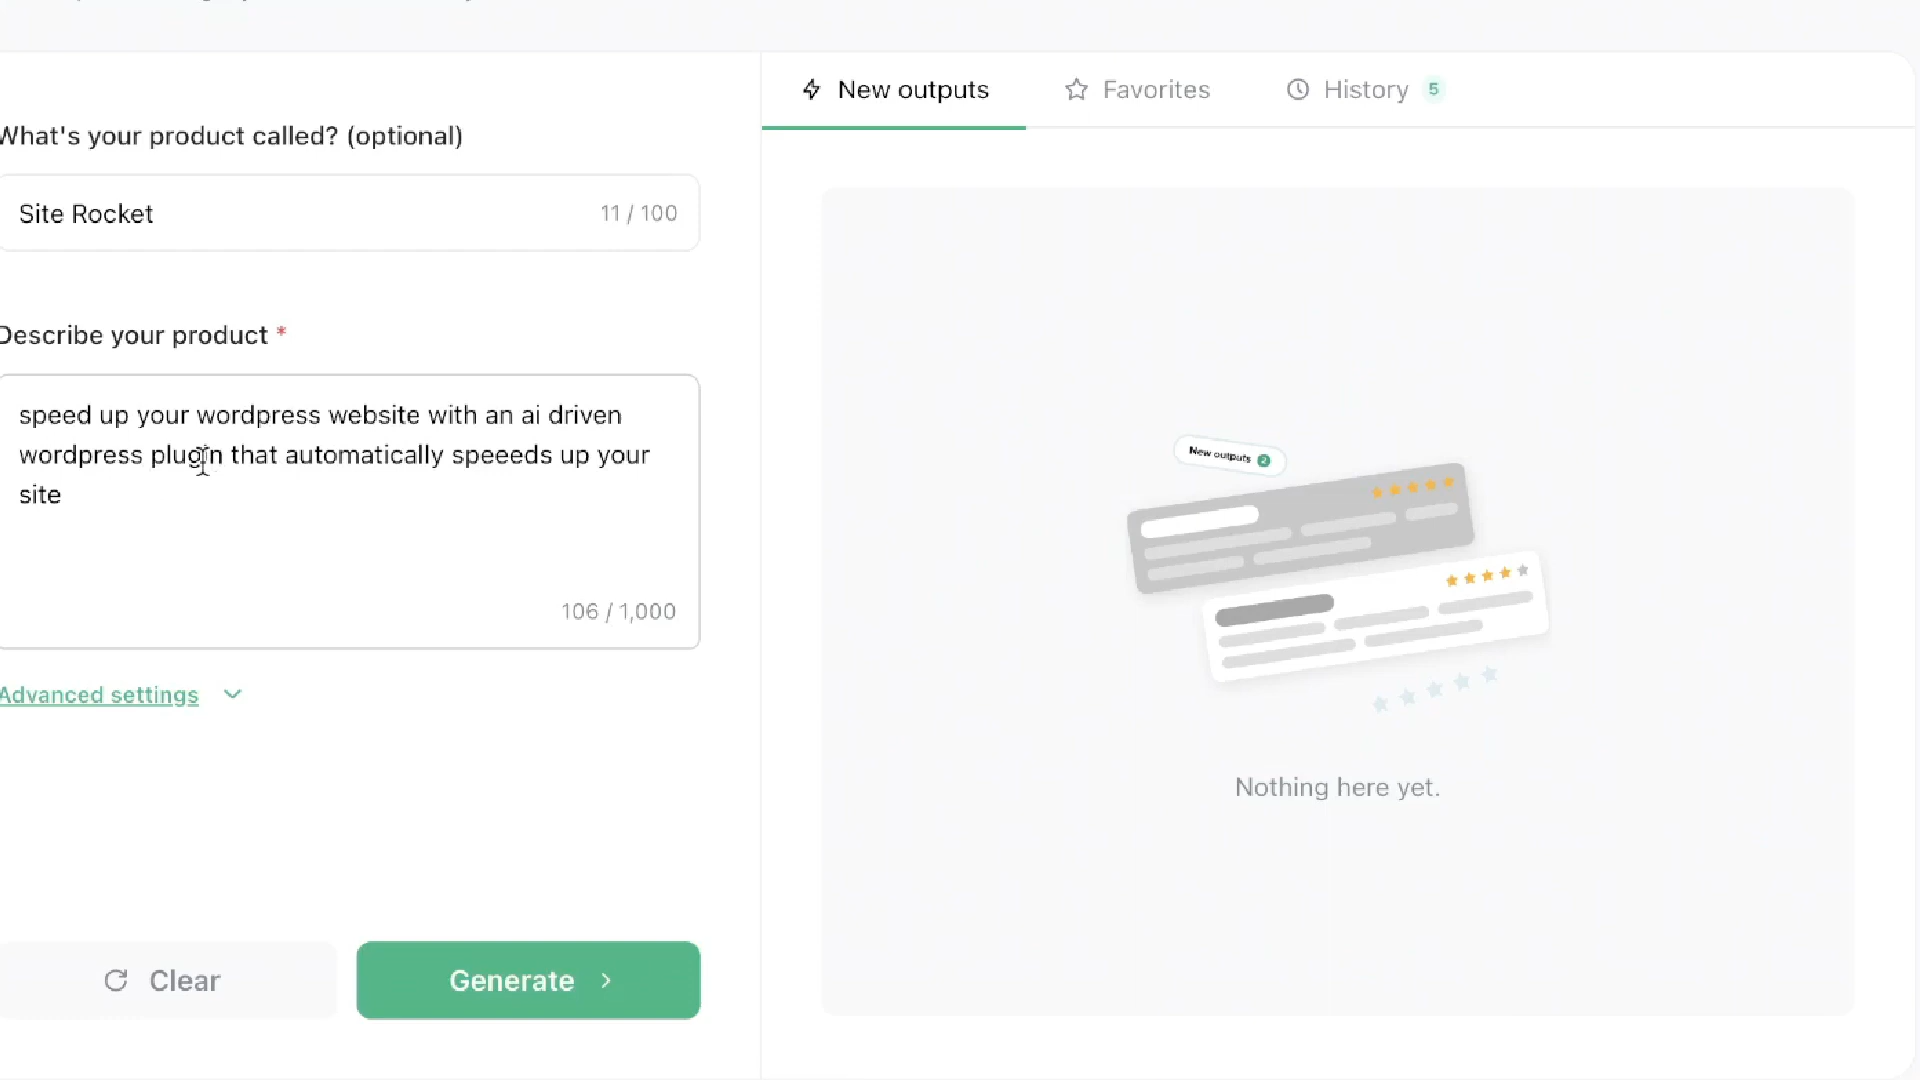 What's your product called? (optional)
Site Rocket
11 / 100
Describe your product *
speed up your wordpress website with an ai driven
wordpress plugin that automatically speeeds up your
site
106 / 1,000
Advanced settings
Clear
Generate
New outputs
Favorites
History 5
New outputs 2
Nothing here yet.